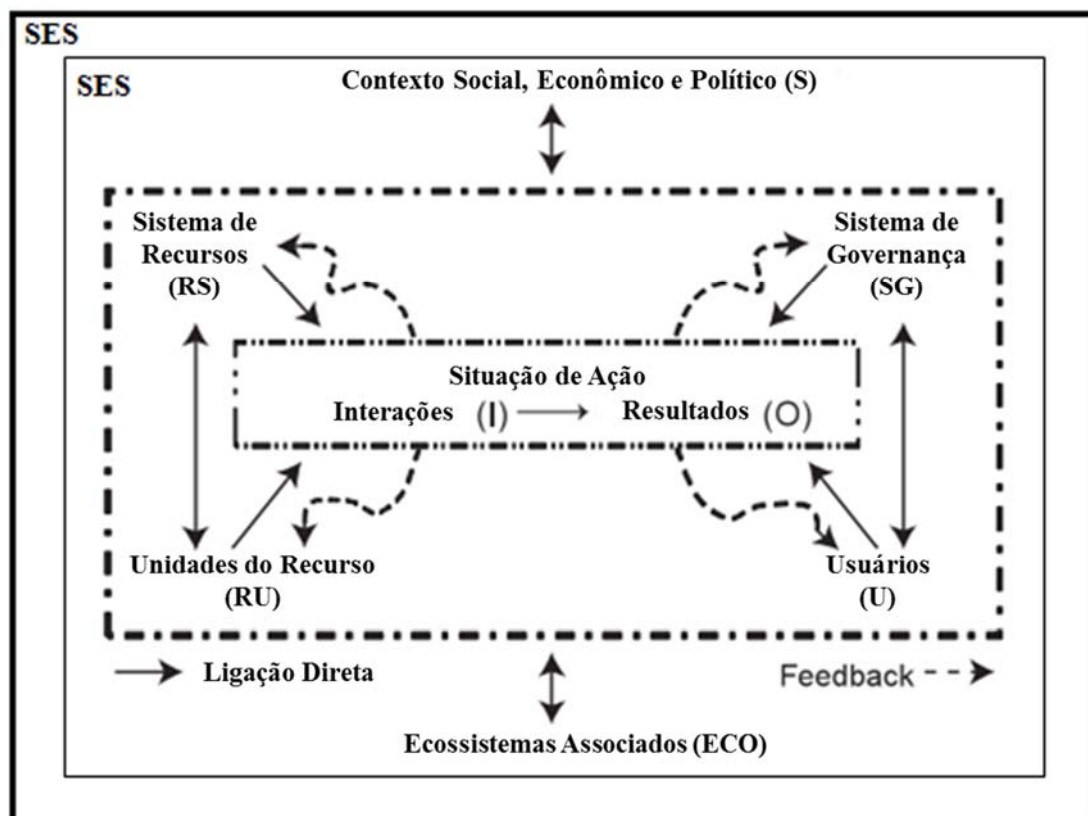 SES
SES
Contexto Social, Econômico e Político (S)
Sistema de
Recursos
(RS)
Sistema de
Governança
(SG)
Situação de Ação
Interações (I) Resultados (O)
Unidades do Recurso
(RU)
Usuários
(U)
Ligação Direta
Feedback
Ecossistemas Associados (ECO)